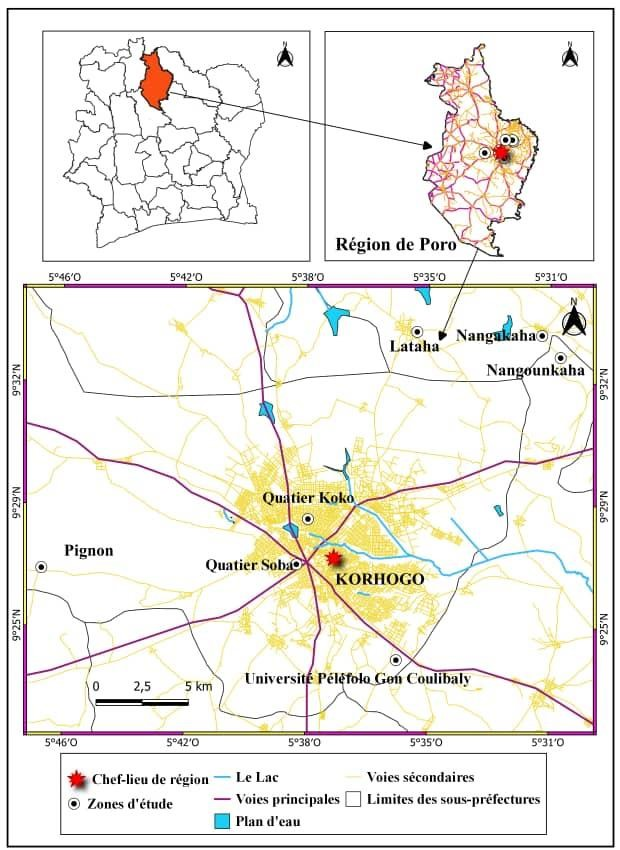 N
N
Région de Poro
5°46'O 5°42'O 5°38'O 5°35'O 5°31'O
N
Lataha
Nangakaha
Nangounkaha
9°32'N 9°32'N
Quatier Koko
9°29'N 9°29'N
Pignon
Quatier Soba
KORHOGO
9°25'N 9°25'N
Université Péléfolo Gon Coulibaly
0 2,5 5 km
5°46'O 5°42'O 5°38'O 5°35'O 5°31'O
Chef-lieu de région
Le Lac
Voies sécondaires
Zones d'étude
Voies principales
Limites des sous-préfectures
Plan d'eau